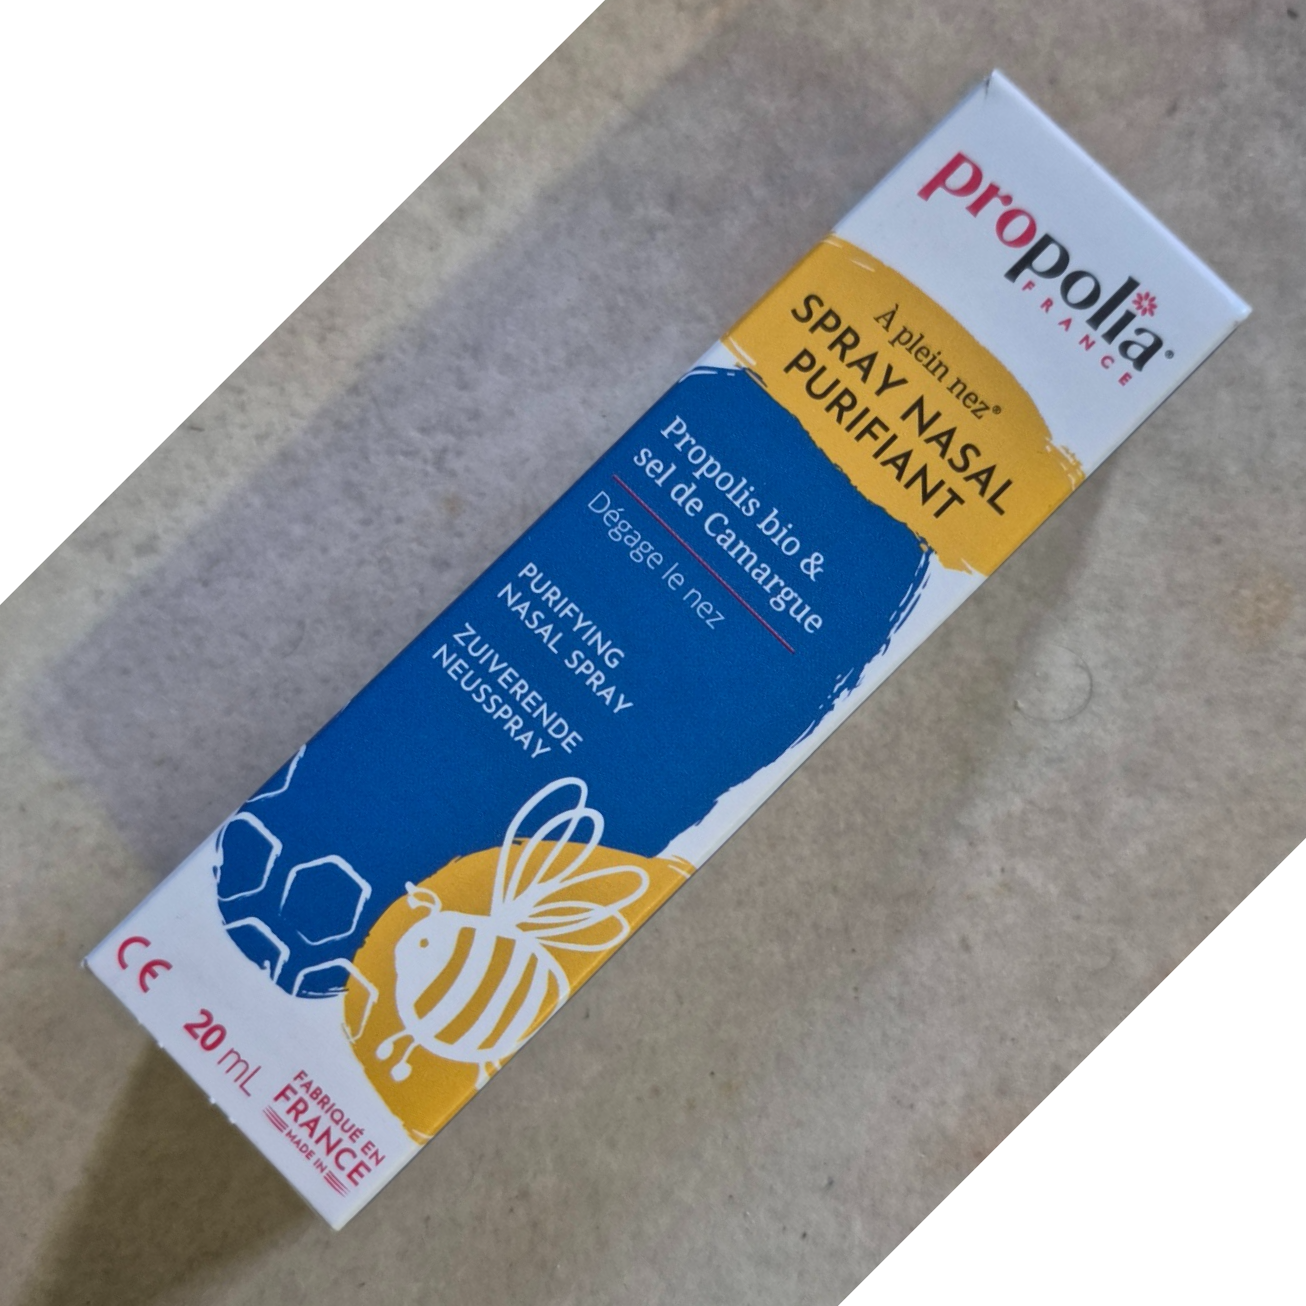 propolia®
FRANCE
À plein nez®
SPRAY NASAL
PURIFIANT
Propolis bio &
sel de Camargue
Dégage le nez
PURIFYING
NASAL SPRAY
ZUIVERENDE
NEUSSPRAY
CE
20 mL
FABRIQUÉ EN
FRANCE
MADE IN